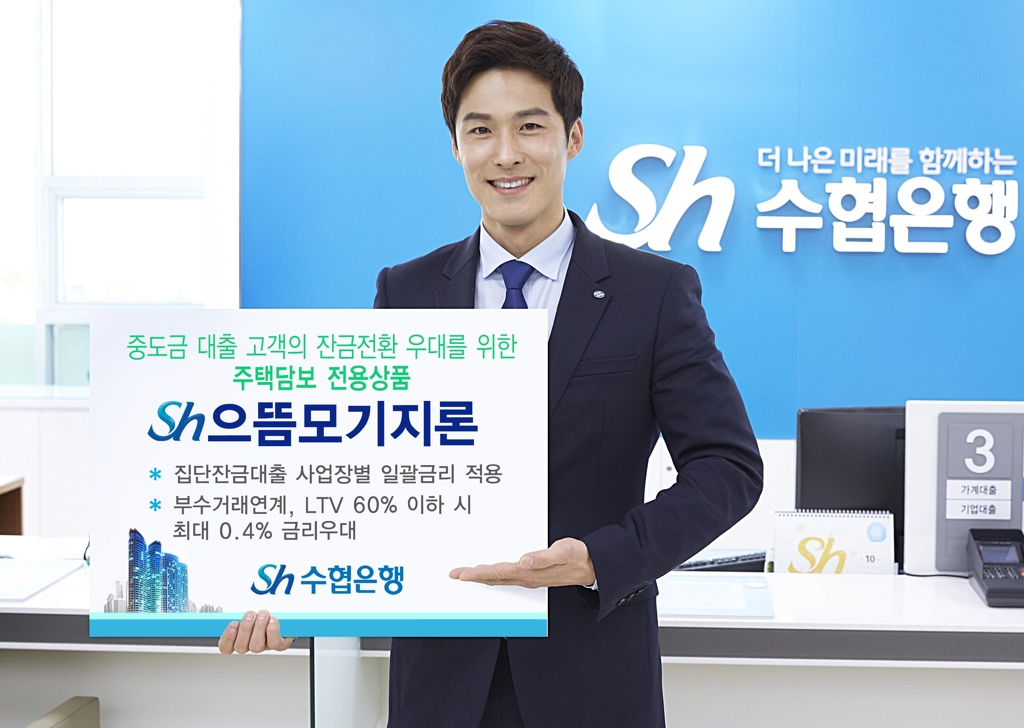 더 나은 미래를 함께하는
Sh 수협은행
중도금 대출 고객의 잔금전환 우대를 위한
주택담보 전용상품
Sh으뜸모기지론
* 집단잔금대출 사업장별 일괄금리 적용
* 부수거래연계, LTV 60% 이하 시
최대 0.4% 금리우대
Sh 수협은행
3
가계대출
기업대출
Sh
10